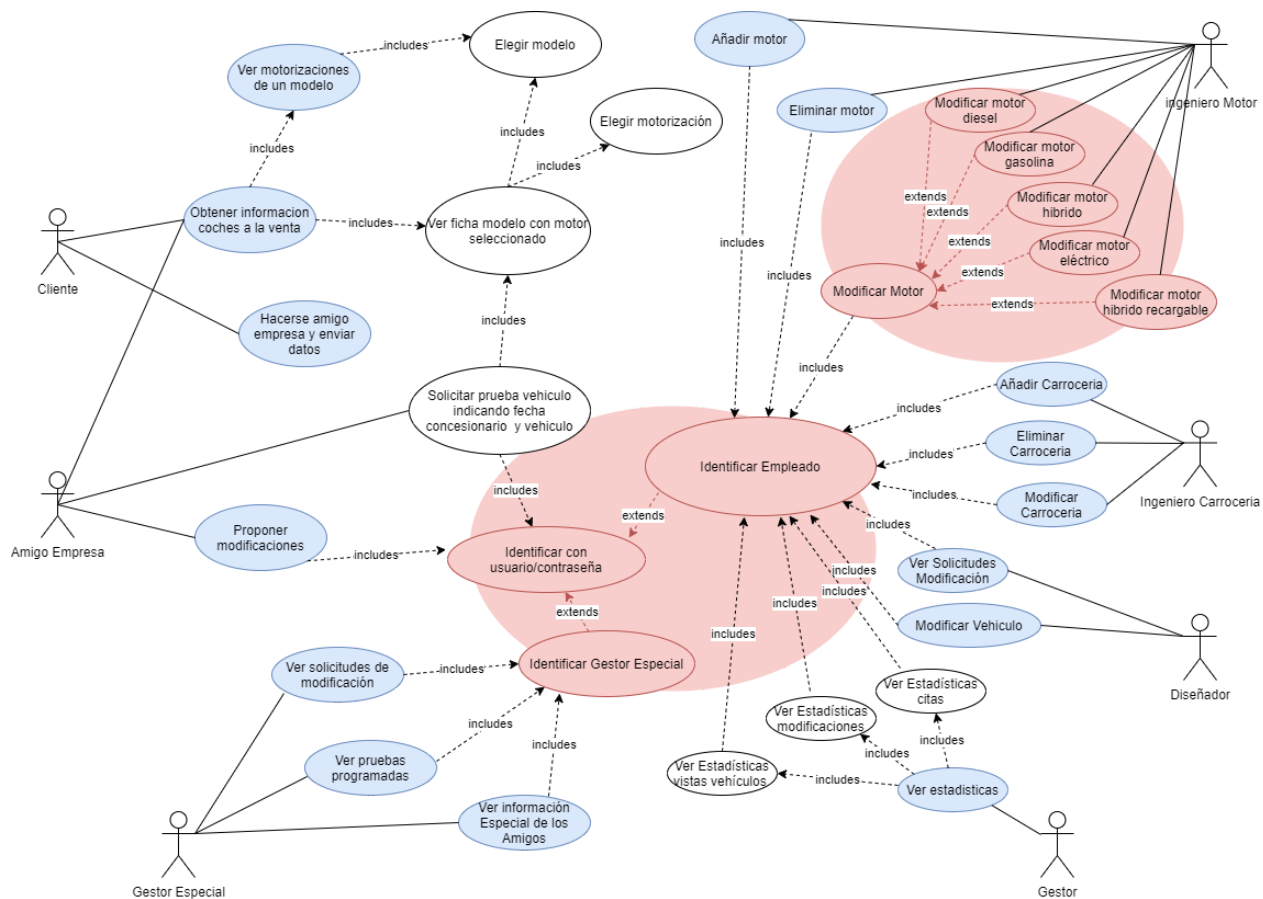 Elegir modelo
includes
Añadir motor
Ver motorizaciones
de un modelo
ingeniero Motor
Eliminar motor
Modificar motor
diesel
Elegir motorización
includes
includes
includes
Modificar motor
gasolina
Modificar motor
hibrido
extends
extends
Obtener informacion
coches a la venta
includes
Ver ficha modelo con motor
seleccionado
includes
extends
Modificar motor
eléctrico
extends
includes
Cliente
Modificar Motor
extends
Modificar motor
hibrido recargable
Hacerse amigo
empresa y enviar
datos
includes
includes
Solicitar prueba vehiculo
indicando fecha
concesionario y vehiculo
Añadir Carroceria
includes
Eliminar
Carroceria
includes
Identificar Empleado
includes
Modificar
Carroceria
Ingeniero Carroceria
includes
extends
includes
Proponer
modificaciones
includes
Amigo Empresa
Identificar con
usuario/contraseña
Ver Solicitudes
Modificación
includes
includes
includes
extends
includes
Modificar Vehiculo
Ver solicitudes de
modificación
includes
Identificar Gestor Especial
Diseñador
Ver Estadísticas
citas
Ver Estadísticas
modificaciones
includes
includes
includes
includes
Ver pruebas
programadas
Ver Estadísticas
vistas vehículos
includes
Ver estadisticas
Ver información
Especial de los
Amigos
Gestor Especial
Gestor